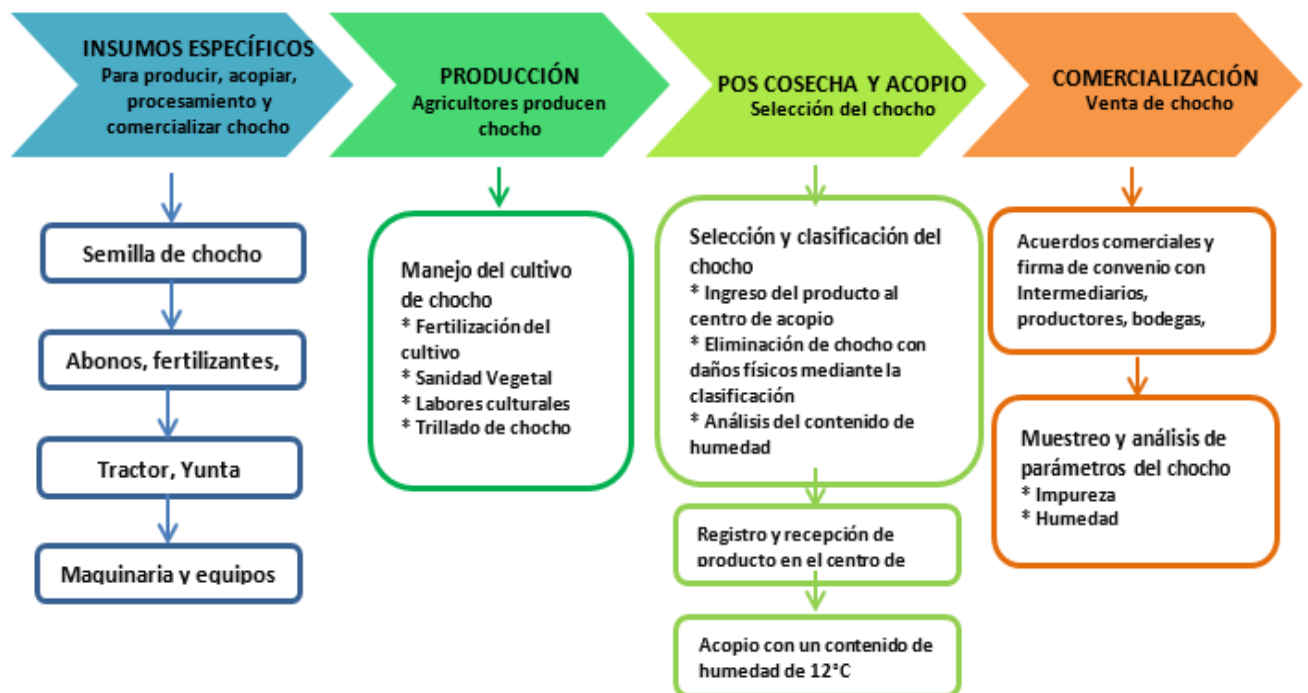 INSUMOS ESPECÍFICOS
Para producir, acopiar,
procesamiento y
comercializar chocho
PRODUCCIÓN
Agricultores producen
chocho
POS COSECHA Y ACOPIO
Selección del chocho
COMERCIALIZACIÓN
Venta de chocho
Semilla de chocho
Abonos, fertilizantes,
Tractor, Yunta
Maquinaria y equipos
Manejo del cultivo
de chocho
* Fertilización del
cultivo
* Sanidad Vegetal
* Labores culturales
* Trillado de chocho
Selección y clasificación del
chocho
* Ingreso del producto al
centro de acopio
* Eliminación de chocho con
daños físicos mediante la
clasificación
* Análisis del contenido de
humedad
Registro y recepción de
producto en el centro de
Acopio con un contenido de
humedad de 12°C
Acuerdos comerciales y
firma de convenio con
Intermediarios,
productores, bodegas,
Muestreo y análisis de
parámetros del chocho
* Impureza
* Humedad